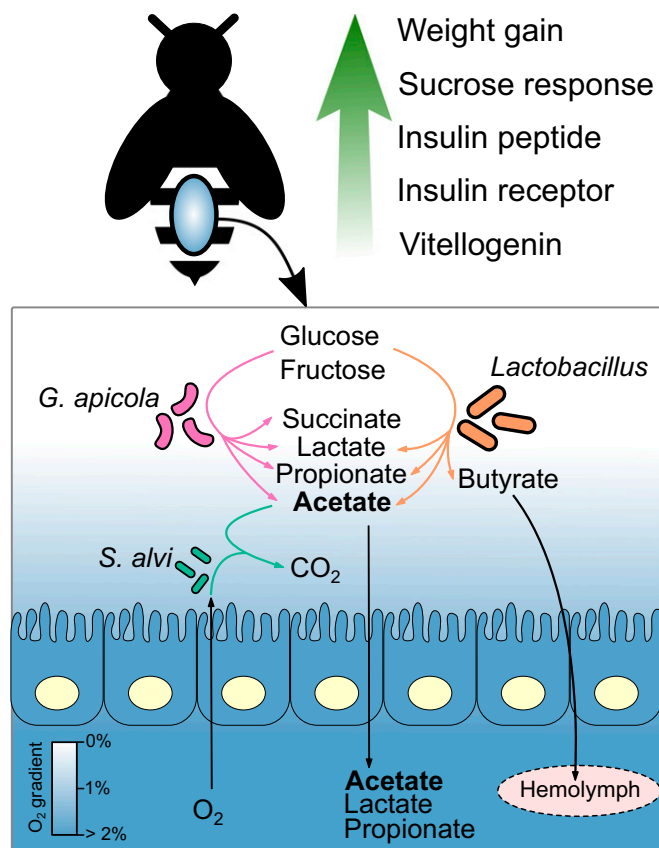 Weight gain
Sucrose response
Insulin peptide
Insulin receptor
Vitellogenin
Glucose
Fructose
G. apicola
Lactobacillus
Succinate
Lactate
Propionate
Acetate
Butyrate
S. alvi
CO₂
O₂ gradient
0%
1%
> 2%
O₂
Acetate
Lactate
Propionate
Hemolymph